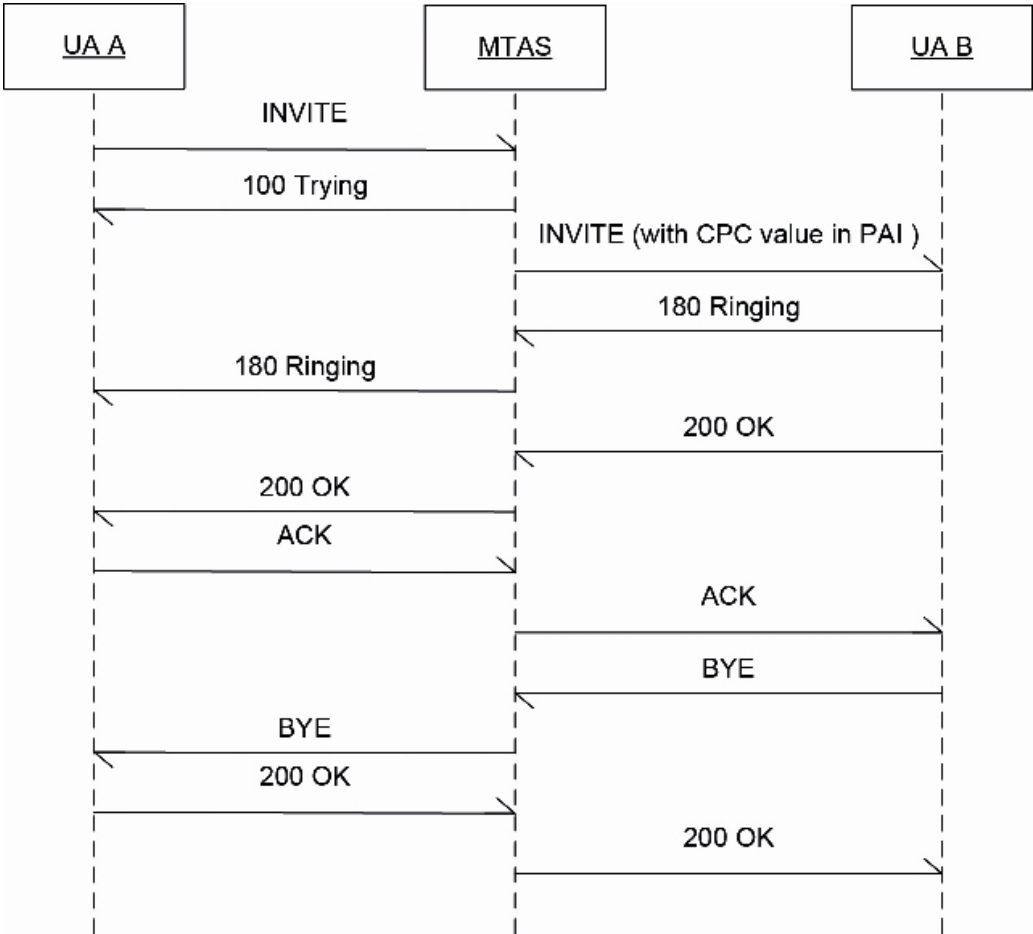 UA A
MTAS
UA B
INVITE
100 Trying
INVITE (with CPC value in PAI )
180 Ringing
180 Ringing
200 OK
200 OK
ACK
ACK
BYE
BYE
200 OK
200 OK